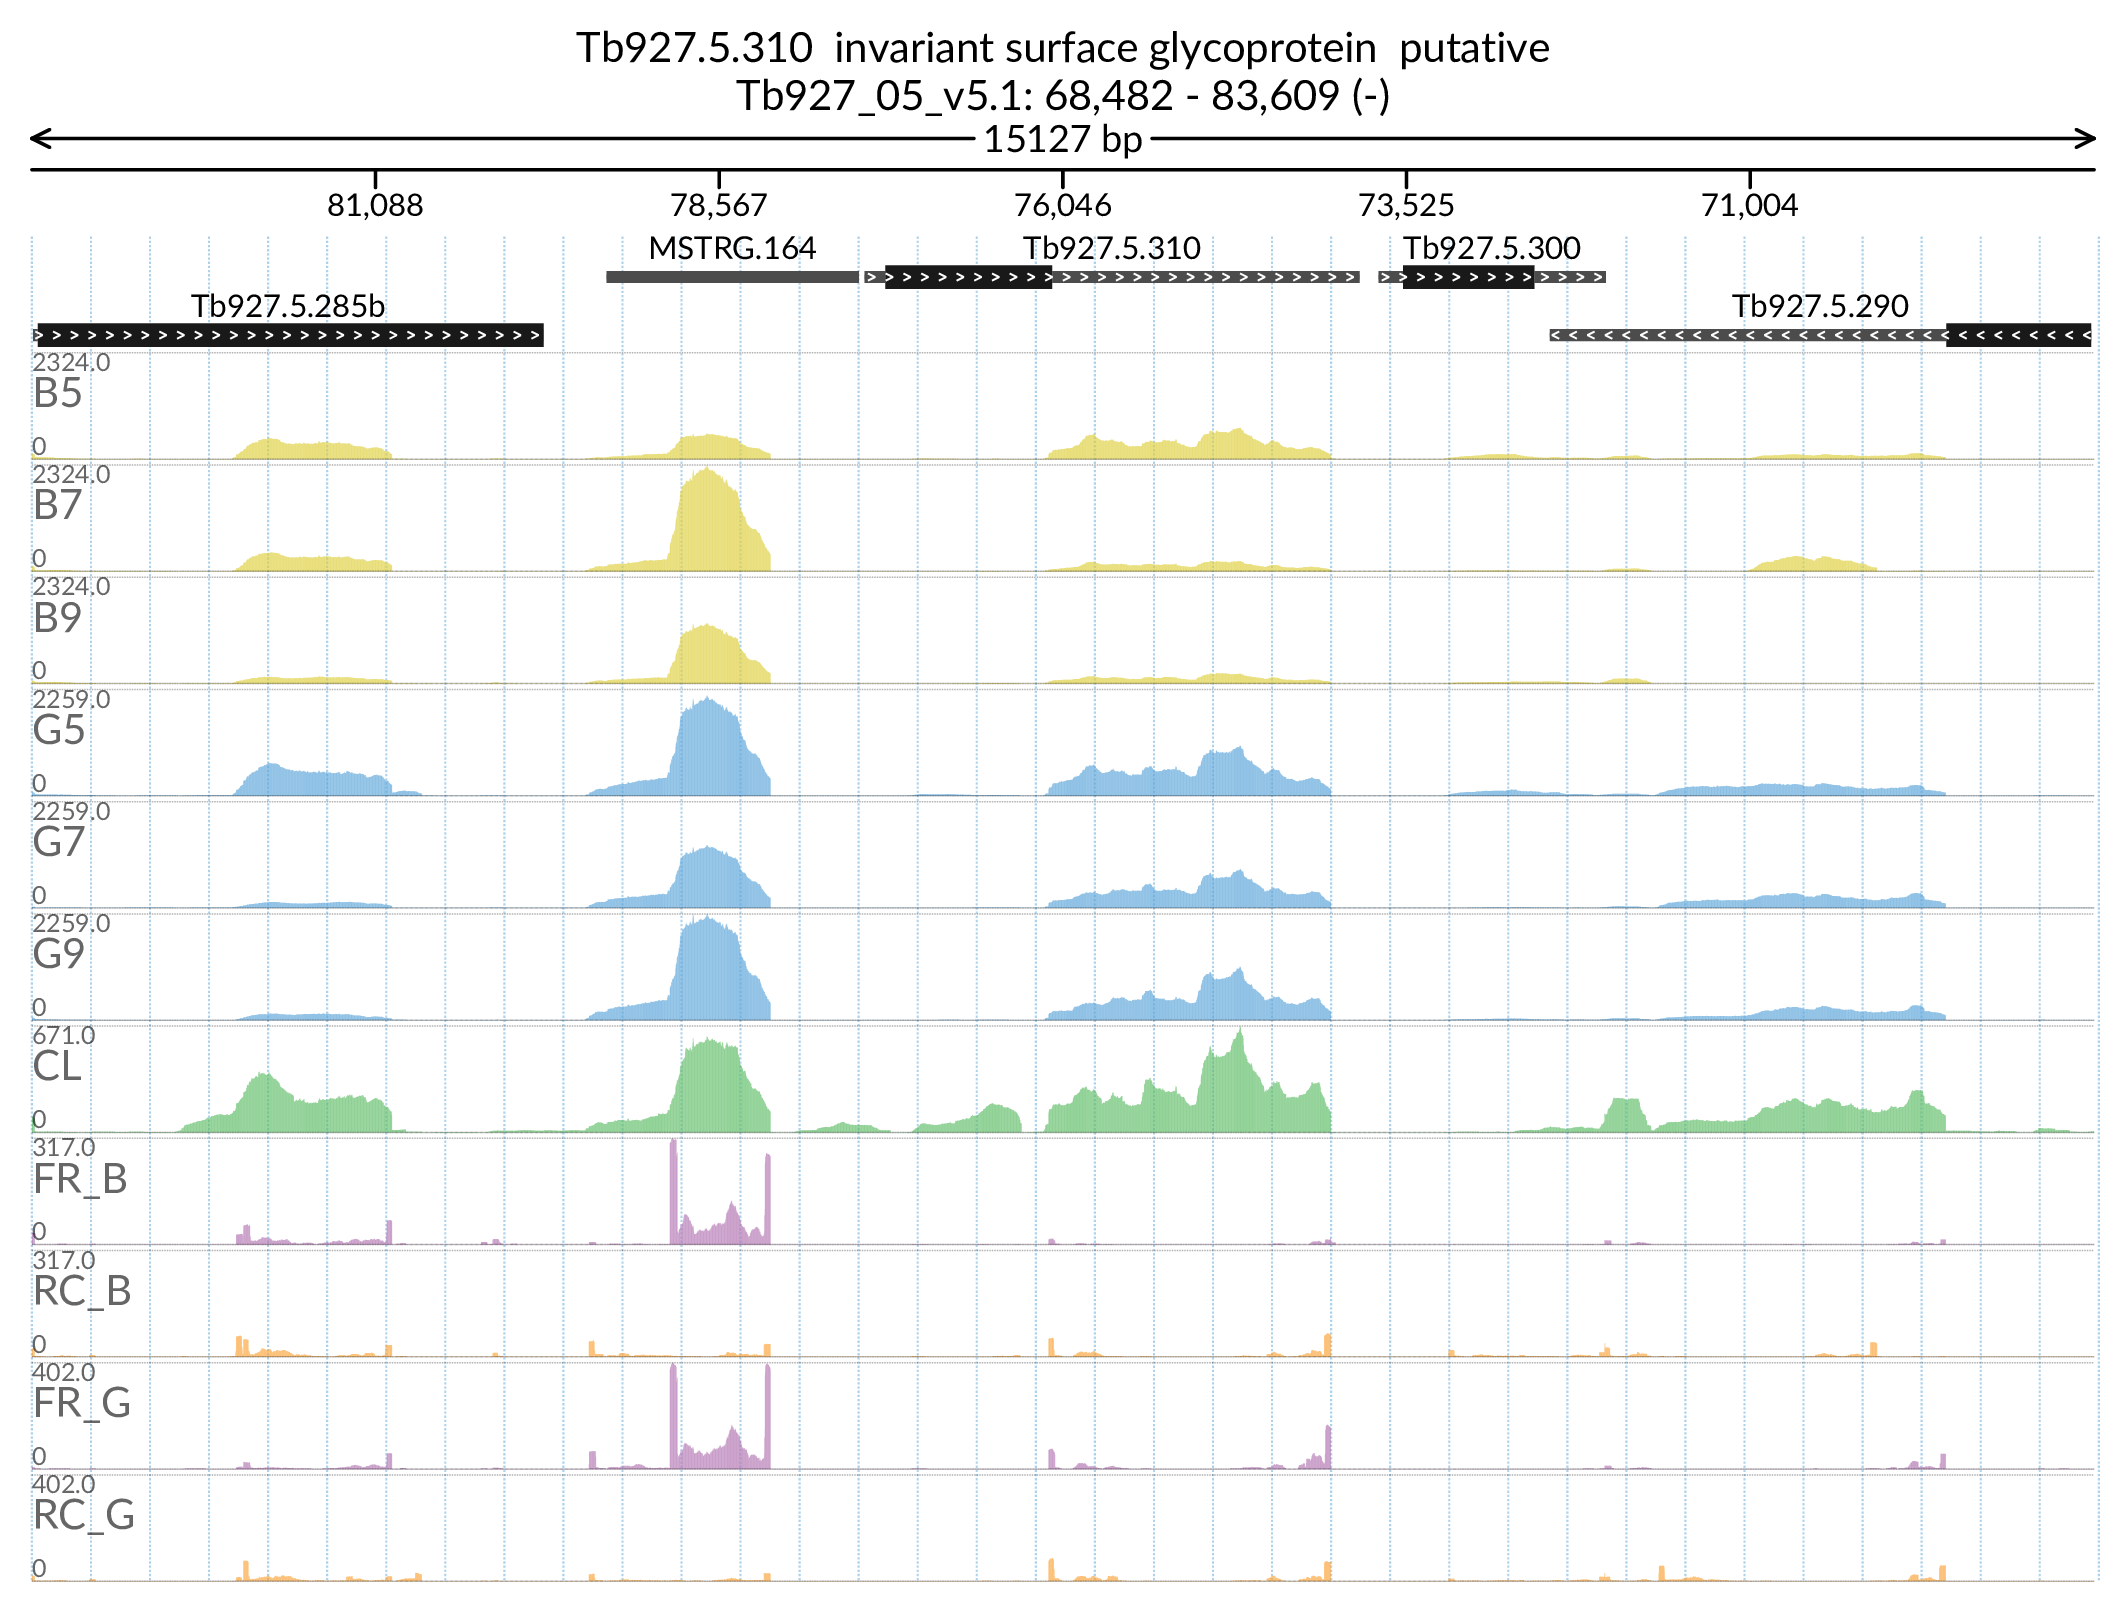 Tb927.5.310  invariant surface glycoprotein  putative
Tb927_05_v5.1: 68,482 - 83,609 (-)
15127 bp
81,088
78,567
76,046
73,525
71,004
MSTRG.164
Tb927.5.310
Tb927.5.300
Tb927.5.285b
Tb927.5.290
2324.0
B5
0
2324.0
B7
0
2324.0
B9
0
2259.0
G5
0
2259.0
G7
0
2259.0
G9
0
671.0
CL
0
317.0
FR_B
0
317.0
RC_B
0
402.0
FR_G
0
402.0
RC_G
0